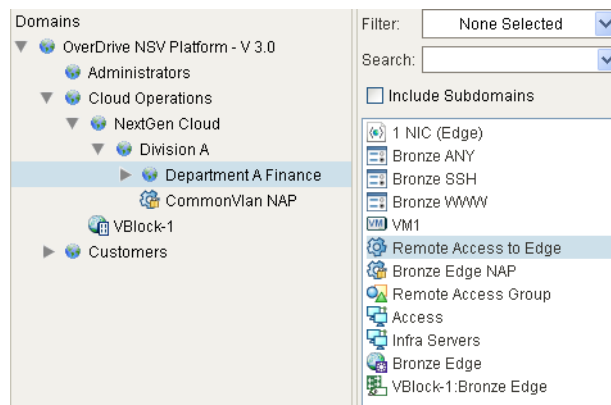 Domains
OverDrive NSV Platform - V 3.0
Administrators
Cloud Operations
NextGen Cloud
Division A
Department A Finance
CommonVlan NAP
VBlock-1
Customers
Filter: None Selected
Search:
Include Subdomains
1 NIC (Edge)
Bronze ANY
Bronze SSH
Bronze WWW
VM VM1
Remote Access to Edge
Bronze Edge NAP
Remote Access Group
Access
Infra Servers
Bronze Edge
VBlock-1:Bronze Edge